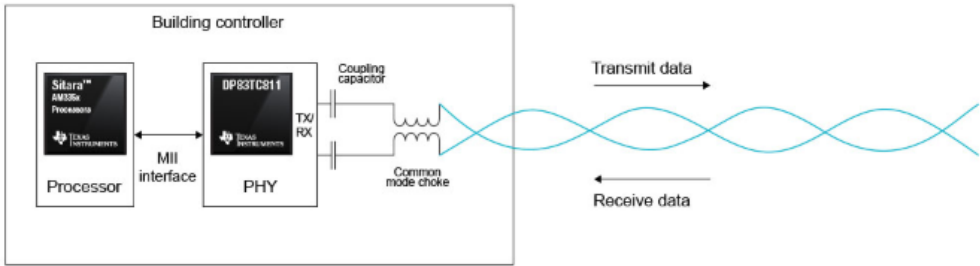 Building controller
Sitara™
AM335x
Processors
TEXAS
INSTRUMENTS
Processor
MII
interface
DP83TC811
TEXAS
INSTRUMENTS
TX/
RX
PHY
Coupling
capacitor
Common
mode choke
Transmit data
Receive data